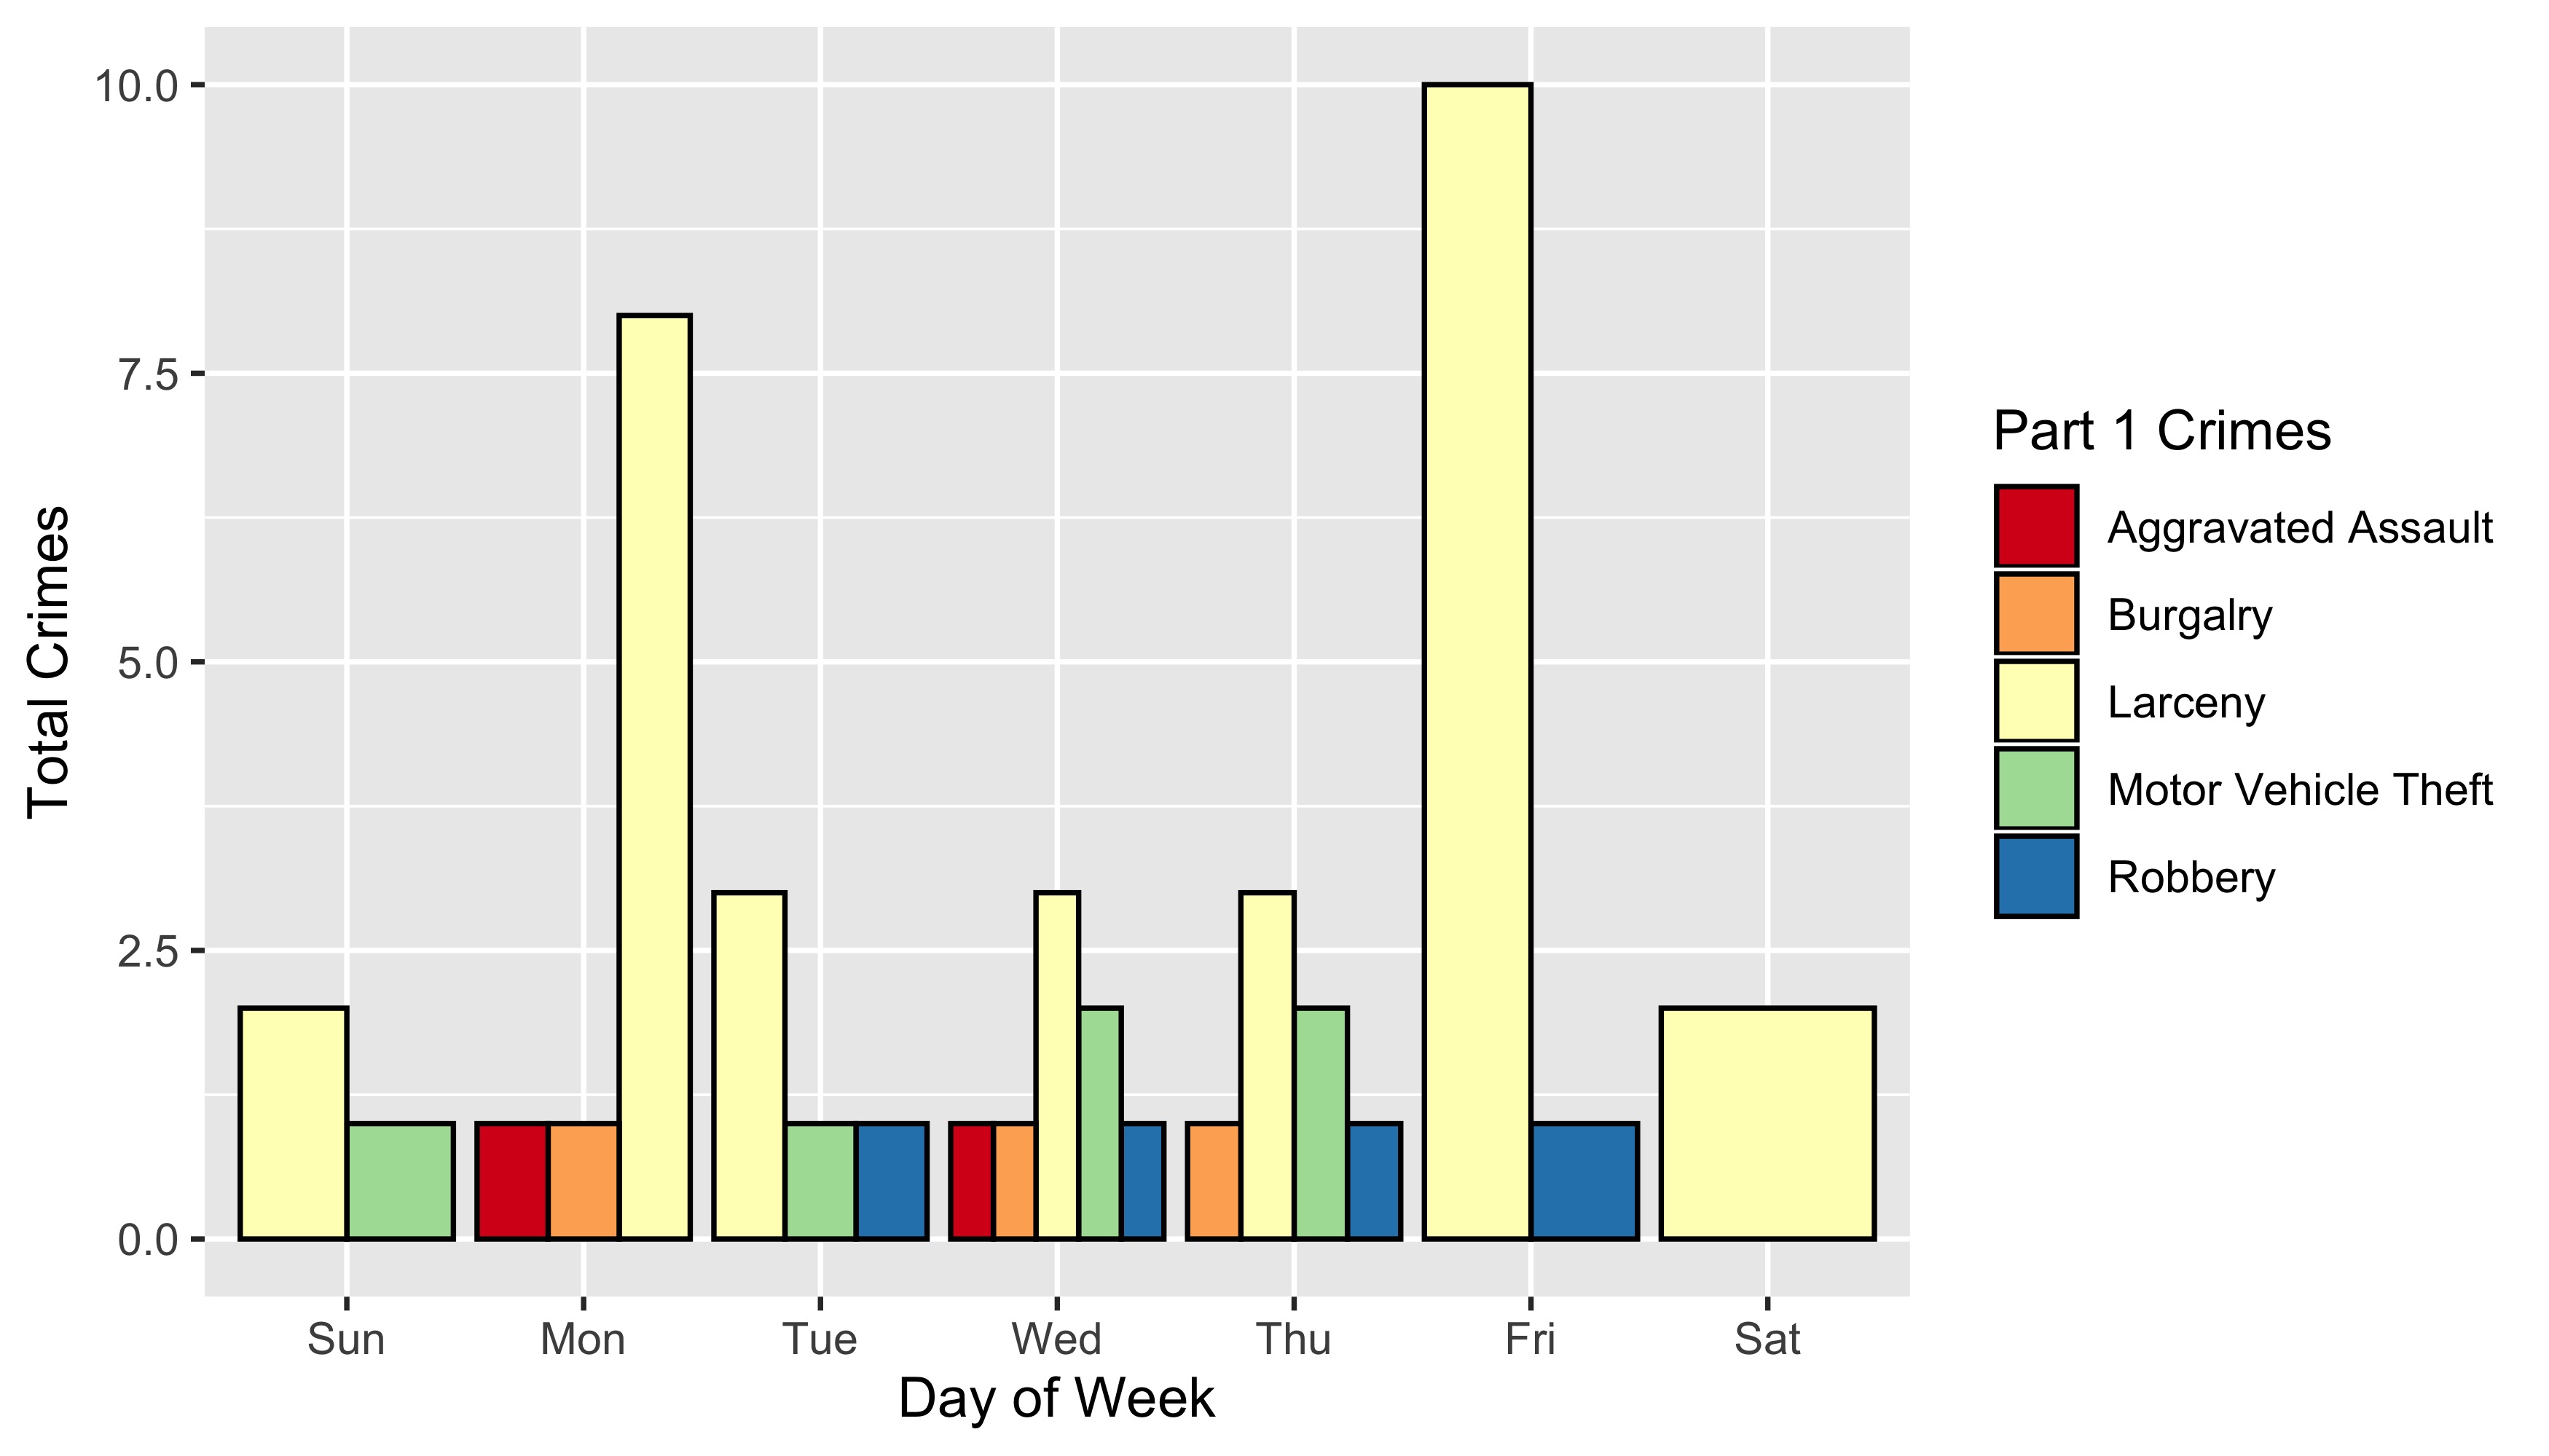 10.0
7.5
5.0
2.5
0.0
Total Crimes
Sun Mon Tue Wed Thu Fri Sat
Day of Week
Part 1 Crimes
Aggravated Assault
Burgalry
Larceny
Motor Vehicle Theft
Robbery